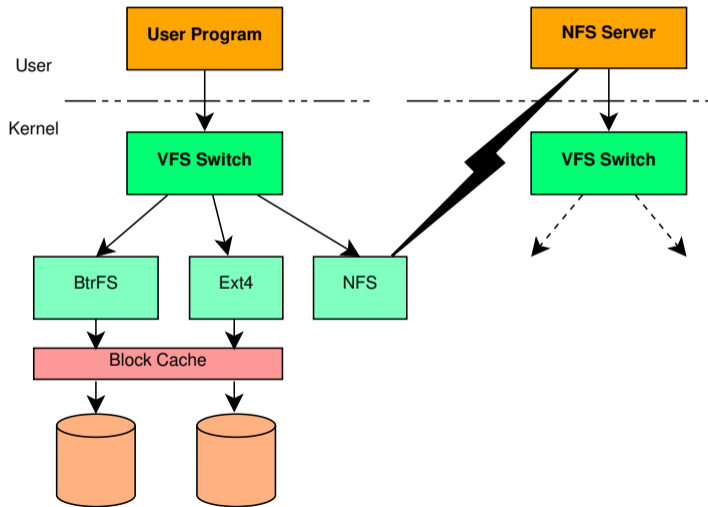 User Program
NFS Server
User
Kernel
VFS Switch
VFS Switch
BtrFS
Ext4
NFS
Block Cache